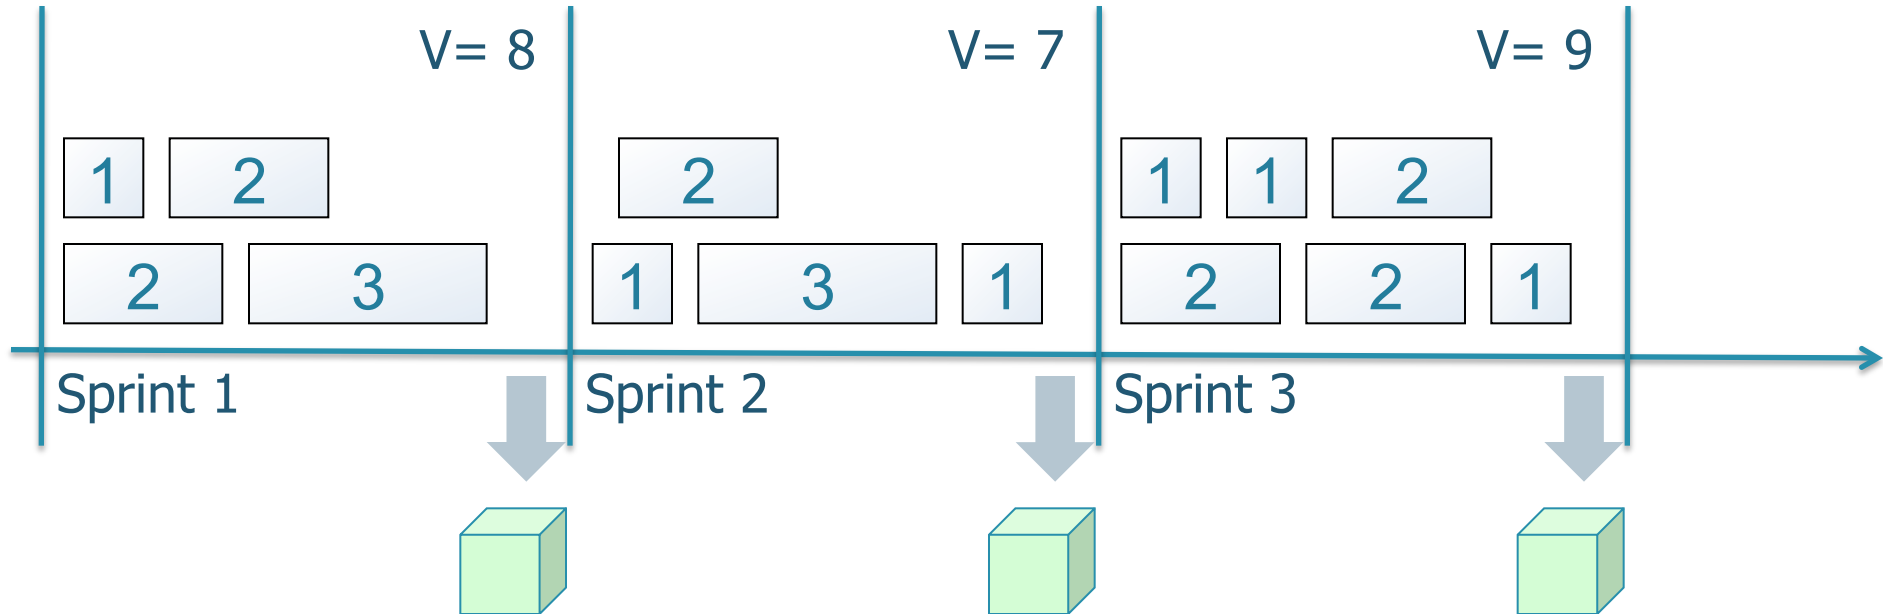 V= 8
V= 7
V= 9
1 2
2
1 1 2
2 3
1 3 1
2 2 1
Sprint 1
Sprint 2
Sprint 3